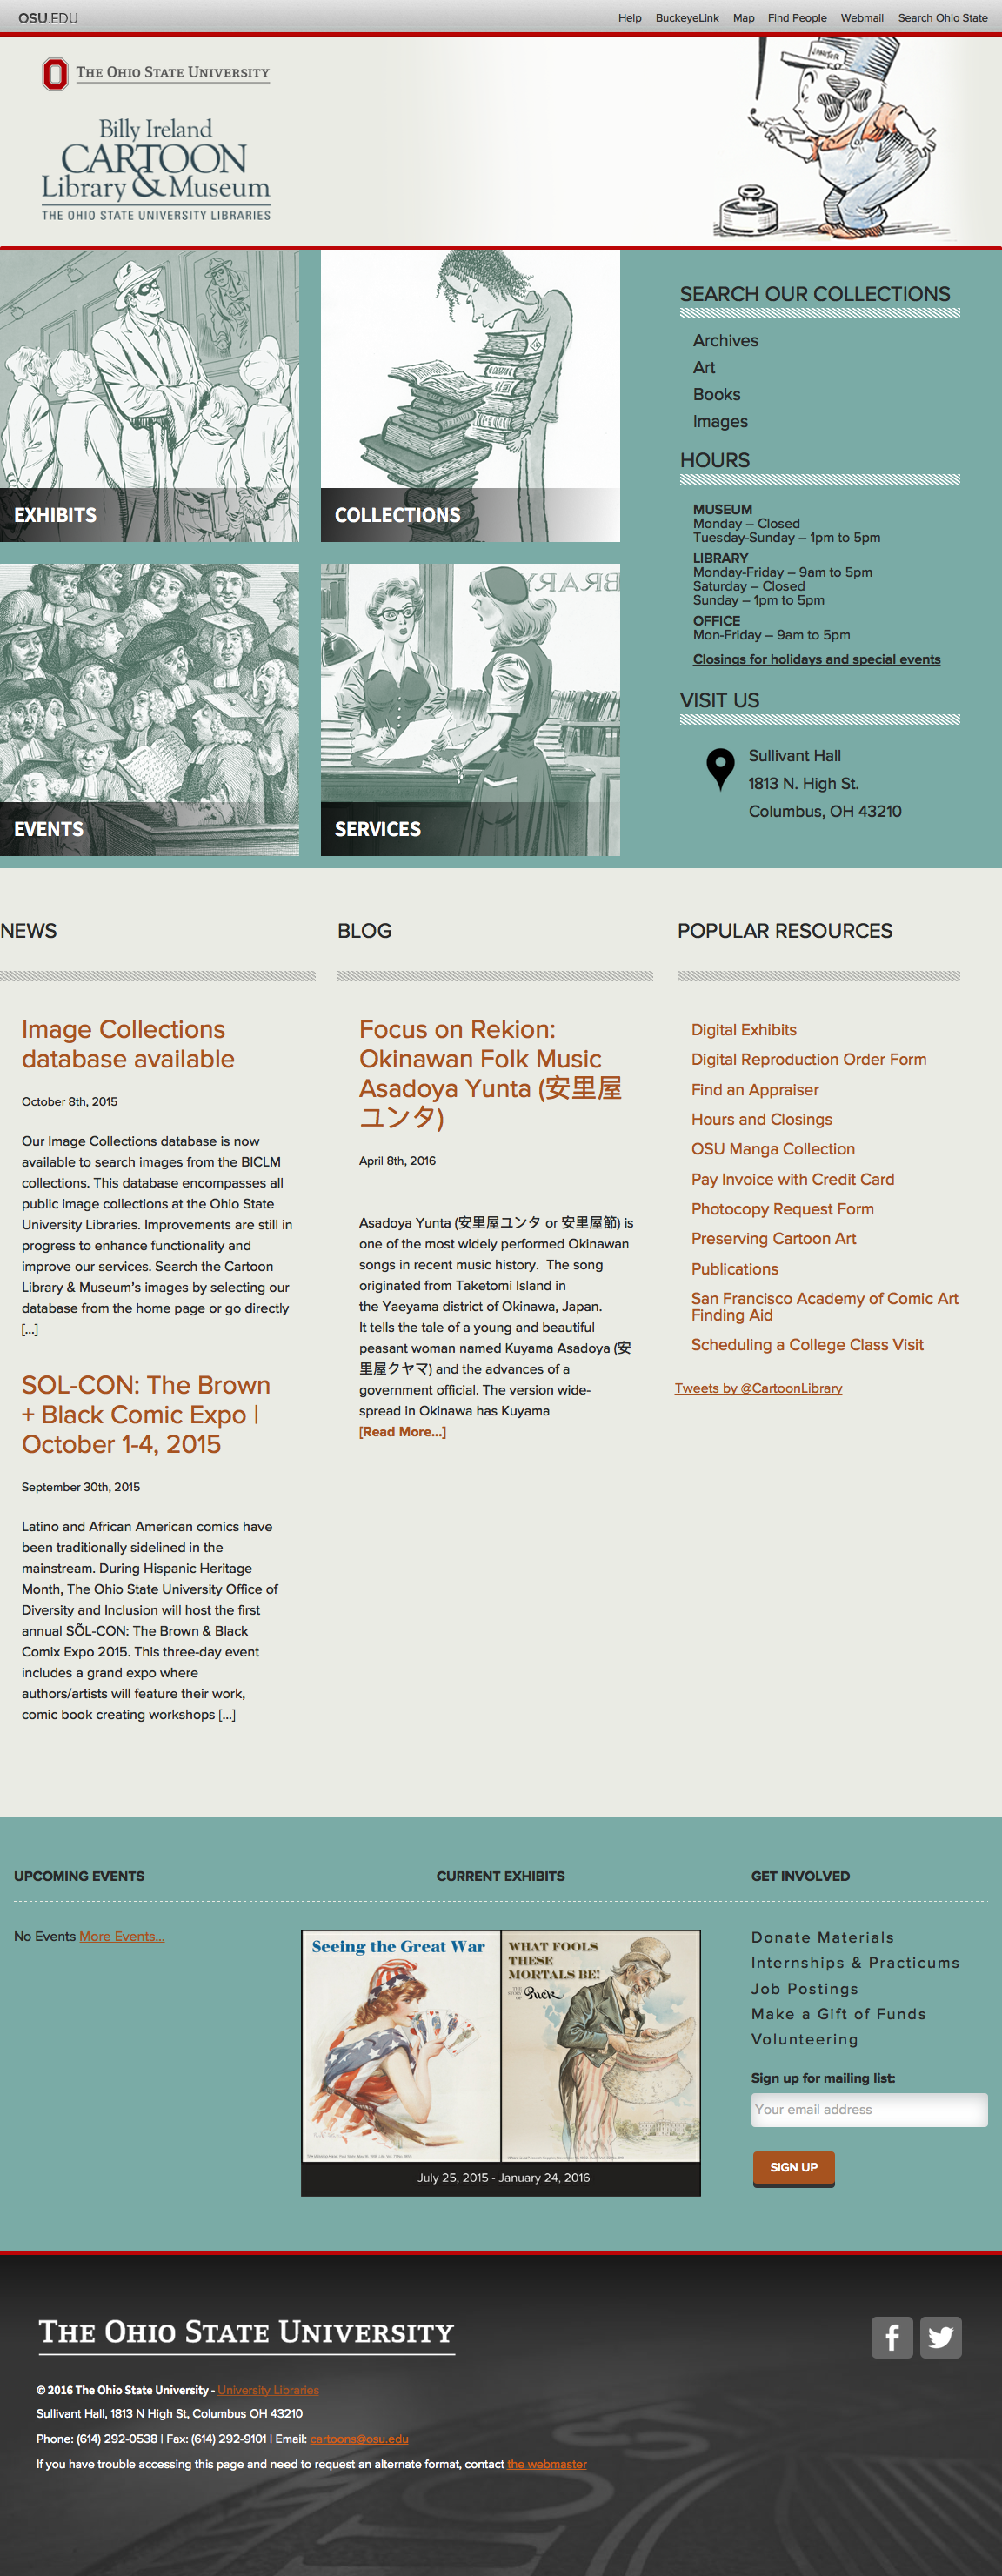 OSU.EDU
Help BuckeyeLink Map Find People Webmail Search Ohio State
THE OHIO STATE UNIVERSITY
Billy Ireland
CARTOON
Library & Museum
THE OHIO STATE UNIVERSITY LIBRARIES
JANITOR
EXHIBITS
COLLECTIONS
EVENTS
SERVICES
SEARCH OUR COLLECTIONS
Archives
Art
Books
Images
HOURS
MUSEUM
Monday – Closed
Tuesday-Sunday – 1pm to 5pm
LIBRARY
Monday-Friday – 9am to 5pm
Saturday – Closed
Sunday – 1pm to 5pm
OFFICE
Mon-Friday – 9am to 5pm
Closings for holidays and special events
VISIT US
Sullivant Hall
1813 N. High St.
Columbus, OH 43210
NEWS
Image Collections
database available
October 8th, 2015
Our Image Collections database is now
available to search images from the BICLM
collections. This database encompasses all
public image collections at the Ohio State
University Libraries. Improvements are still in
progress to enhance functionality and
improve our services. Search the Cartoon
Library & Museum's images by selecting our
database from the home page or go directly
[...]
SOL-CON: The Brown
+ Black Comic Expo |
October 1-4, 2015
September 30th, 2015
Latino and African American comics have
been traditionally sidelined in the
mainstream. During Hispanic Heritage
Month, The Ohio State University Office of
Diversity and Inclusion will host the first
annual SÕL-CON: The Brown & Black
Comix Expo 2015. This three-day event
includes a grand expo where
authors/artists will feature their work,
comic book creating workshops [...]
BLOG
Focus on Rekion:
Okinawan Folk Music
Asadoya Yunta (安里屋
ユンタ)
April 8th, 2016
Asadoya Yunta (安里屋ユンタ or 安里屋節) is
one of the most widely performed Okinawan
songs in recent music history.  The song
originated from Taketomi Island in
the Yaeyama district of Okinawa, Japan.
It tells the tale of a young and beautiful
peasant woman named Kuyama Asadoya (安
里屋クヤマ) and the advances of a
government official. The version wide-
spread in Okinawa has Kuyama
[Read More...]
POPULAR RESOURCES
Digital Exhibits
Digital Reproduction Order Form
Find an Appraiser
Hours and Closings
OSU Manga Collection
Pay Invoice with Credit Card
Photocopy Request Form
Preserving Cartoon Art
Publications
San Francisco Academy of Comic Art
Finding Aid
Scheduling a College Class Visit
Tweets by @CartoonLibrary
UPCOMING EVENTS
No Events More Events...
CURRENT EXHIBITS
Seeing the Great War
WHAT FOOLS
THESE
MORTALS BE!
THE STORY OF Puck
July 25, 2015 - January 24, 2016
GET INVOLVED
Donate Materials
Internships & Practicums
Job Postings
Make a Gift of Funds
Volunteering
Sign up for mailing list:
Your email address
SIGN UP
THE OHIO STATE UNIVERSITY
© 2016 The Ohio State University - University Libraries
Sullivant Hall, 1813 N High St, Columbus OH 43210
Phone: (614) 292-0538 | Fax: (614) 292-9101 | Email: cartoons@osu.edu
If you have trouble accessing this page and need to request an alternate format, contact the webmaster